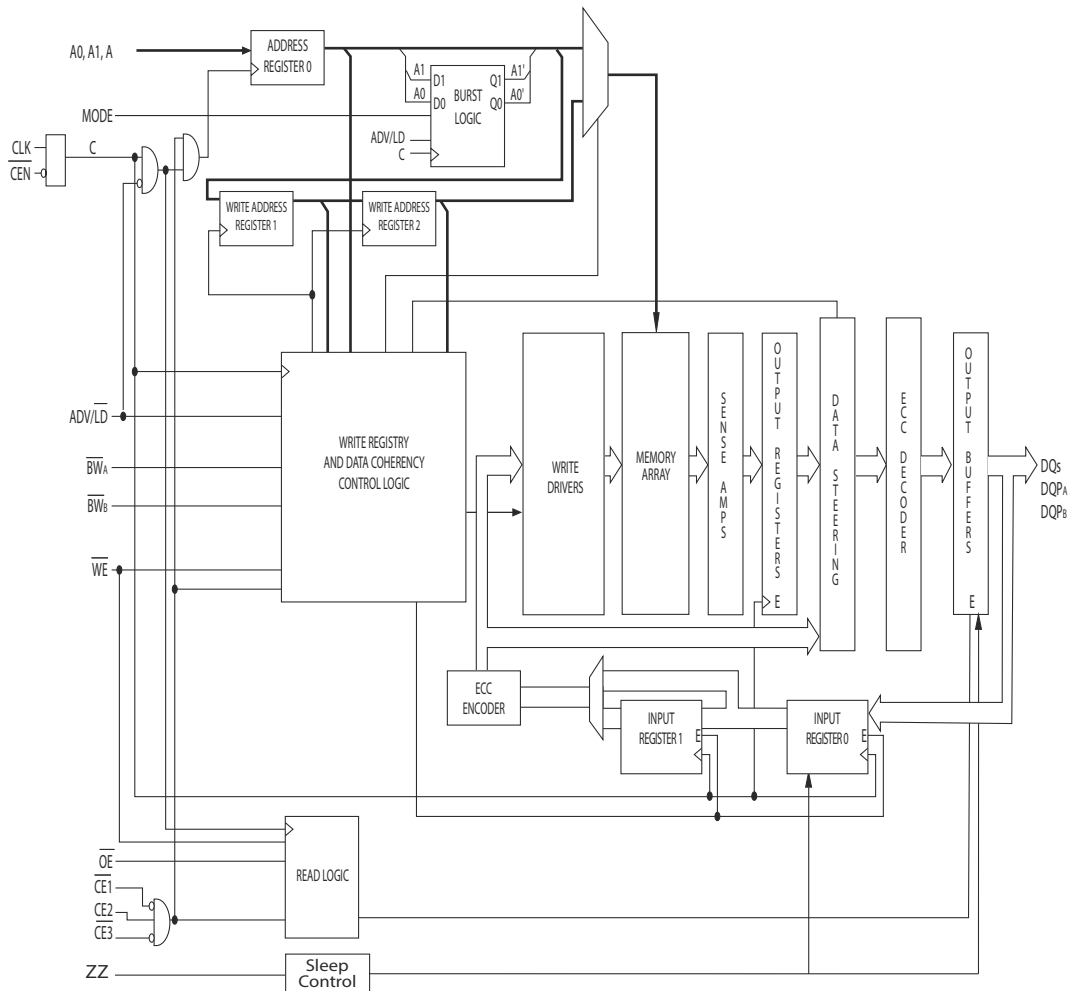 A0, A1, A
ADDRESS
REGISTER 0
A1
A0
D1
D0
BURST
LOGIC
Q1
Q0
A1'
A0'
MODE
ADV/LD
C
CLK
CEN
C
WRITE ADDRESS
REGISTER 1
WRITE ADDRESS
REGISTER 2
ADV/LD
BWA
BWB
WE
WRITE REGISTRY
AND DATA COHERENCY
CONTROL LOGIC
WRITE
DRIVERS
MEMORY
ARRAY
SENSE AMPS
OUTPUT REGISTERS
E
DATA STEERING
ECC DECODER
OUTPUT BUFFERS
E
DQs
DQPA
DQPB
ECC
ENCODER
INPUT
REGISTER 1
E
INPUT
REGISTER 0
E
OE
CE1
CE2
CE3
READ LOGIC
ZZ
Sleep
Control